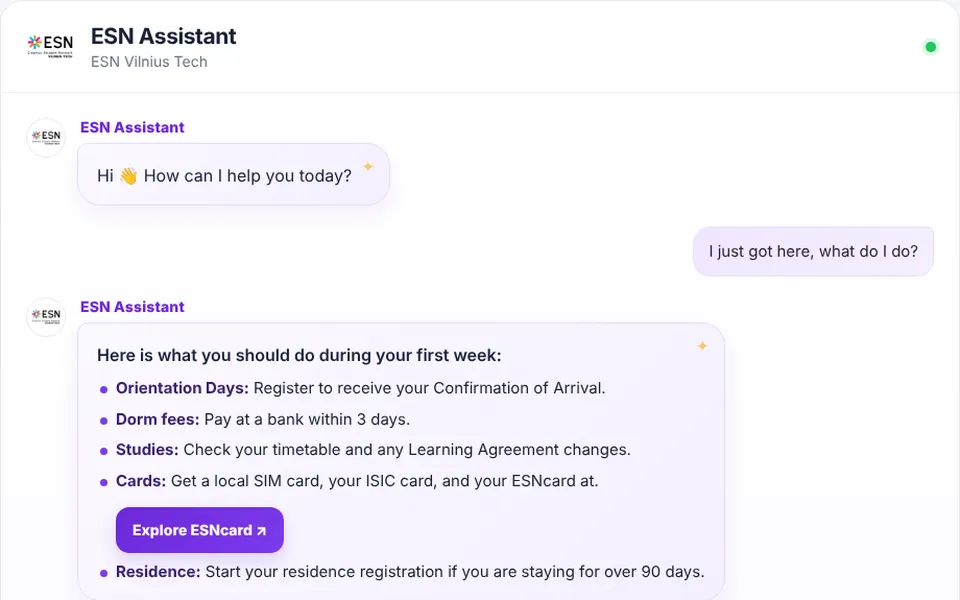 ESN
ESN Assistant
ESN Vilnius Tech
ESN
ESN Assistant
Hi 👋 How can I help you today?
I just got here, what do I do?
ESN
ESN Assistant
Here is what you should do during your first week:
Orientation Days: Register to receive your Confirmation of Arrival.
Dorm fees: Pay at a bank within 3 days.
Studies: Check your timetable and any Learning Agreement changes.
Cards: Get a local SIM card, your ISIC card, and your ESNcard at.
Explore ESNcard ↗
Residence: Start your residence registration if you are staying for over 90 days.